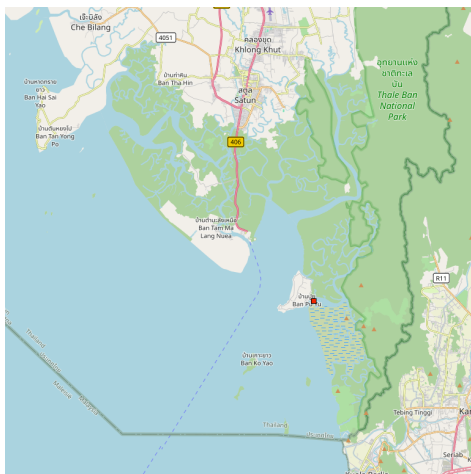 เจ๊ะบิลัง
Che Bilang
4051
คลองขุด
Khlong Khut
บ้านท่าหิน
Ban Tha Hin
สตูล
Satun
อุทยานแห่ง
ชาติทะเล
บัน
Thale Ban
National
Park
บ้านหาดทราย
ยาว
Ban Hai Sai
Yao
บ้านตันหยงโป
Ban Tan Yong
Po
406
บ้านตำมะลังเหนือ
Ban Tam Ma
Lang Nuea
R11
บ้านเกาะยาว
Ban Ko Yao
Thailand
Malaysia
Thailand
Tebing Tinggi
Seriab